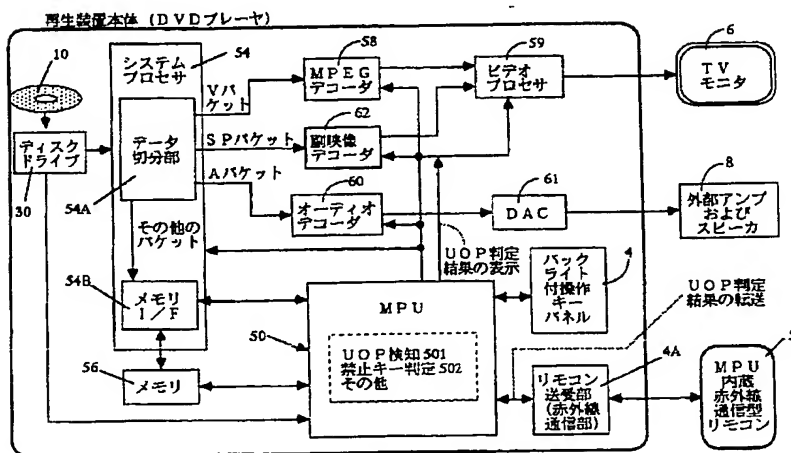 再生装置本体 (DVDプレーヤ)
10
ディスク
ドライブ
30
システム
プロセサ
54
データ
切分部
54A
Vパケット
SPパケット
Aパケット
その他の
パケット
54B
メモリ
I/F
56
メモリ
58
MPEG
デコーダ
62
副映像
デコーダ
60
オーディオ
デコーダ
59
ビデオ
プロセサ
61
DAC
6
TV
モニタ
8
外部アンプ
および
スピーカ
UOP判定
結果の表示
4
バック
ライト
付操作
キー
パネル
UOP判定
結果の転送
50
MPU
UOP検知501
禁止キー判定502
その他
4A
リモコン
送受部
(赤外線
通信部)
5
MPU
内蔵
赤外線
通信型
リモコン